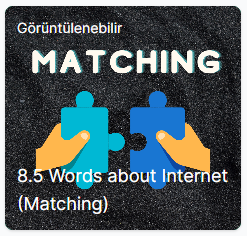 Görüntülenebilir
MATCHING
8.5 Words about Internet
(Matching)